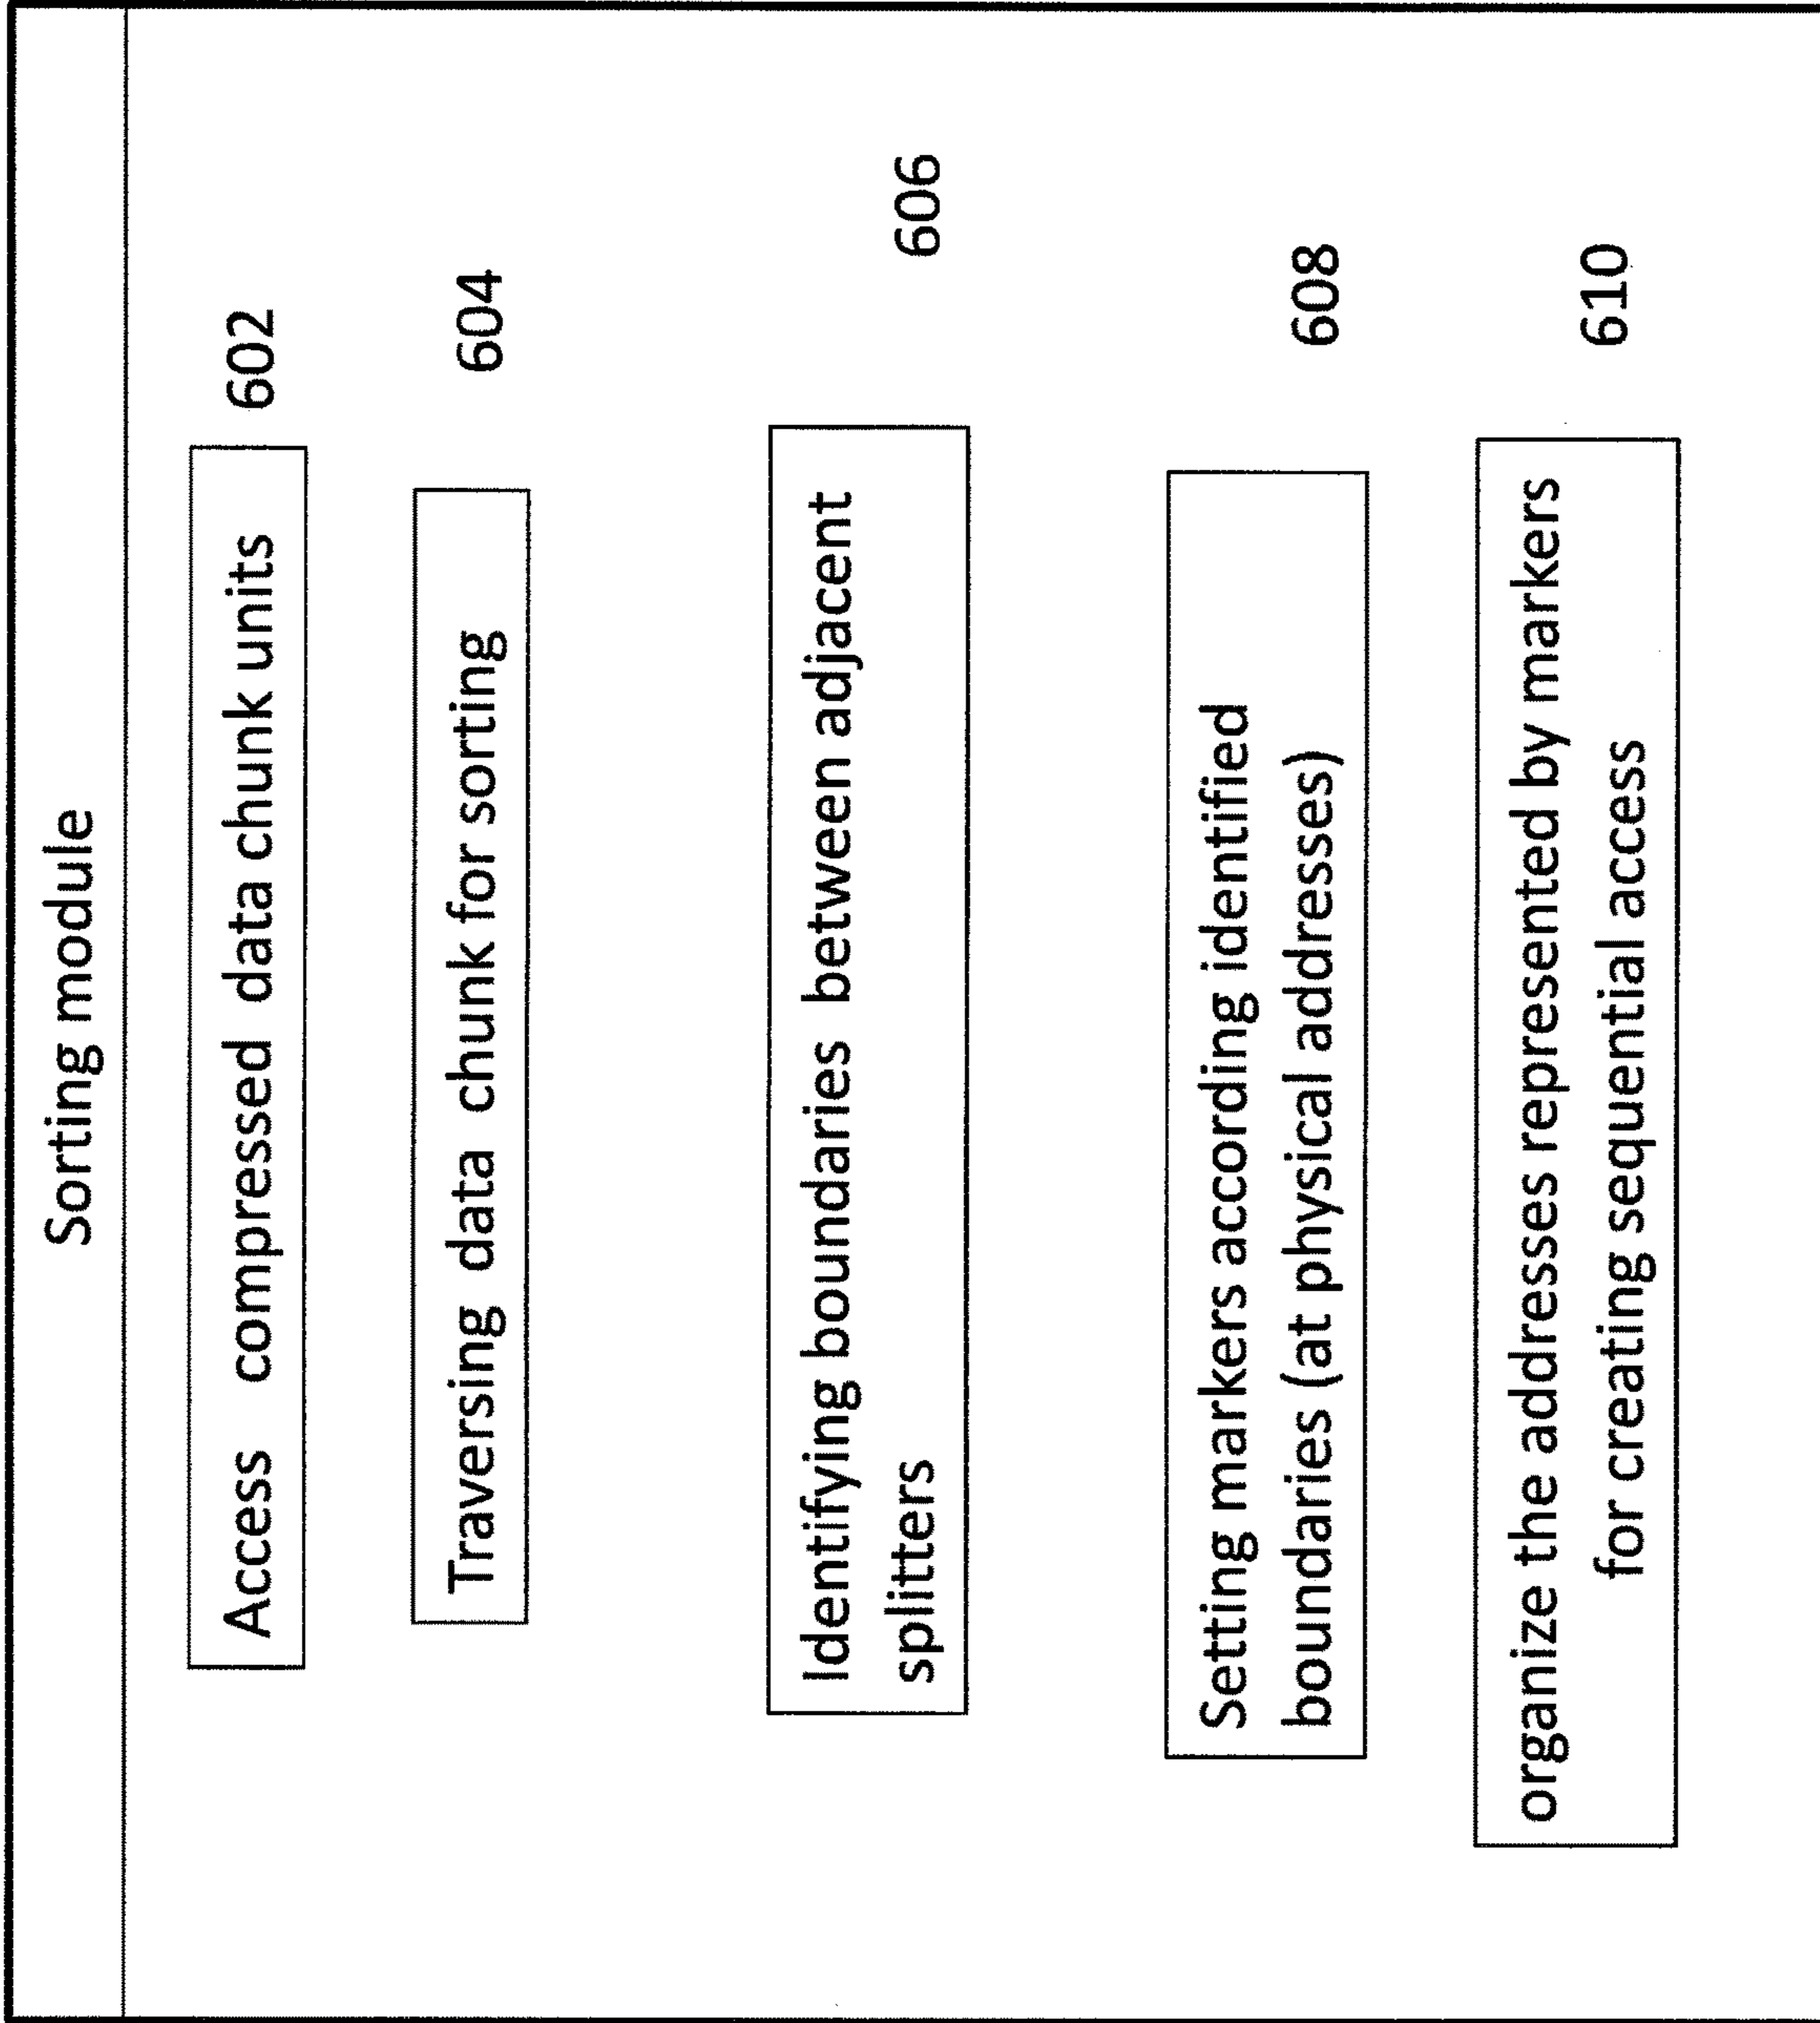 Sorting module
Access compressed data chunk units 602
Traversing data chunk for sorting 604
Identifying boundaries between adjacent
splitters
606
Setting markers according identified
boundaries (at physical addresses)
608
organize the addresses represented by markers
for creating sequential access
610